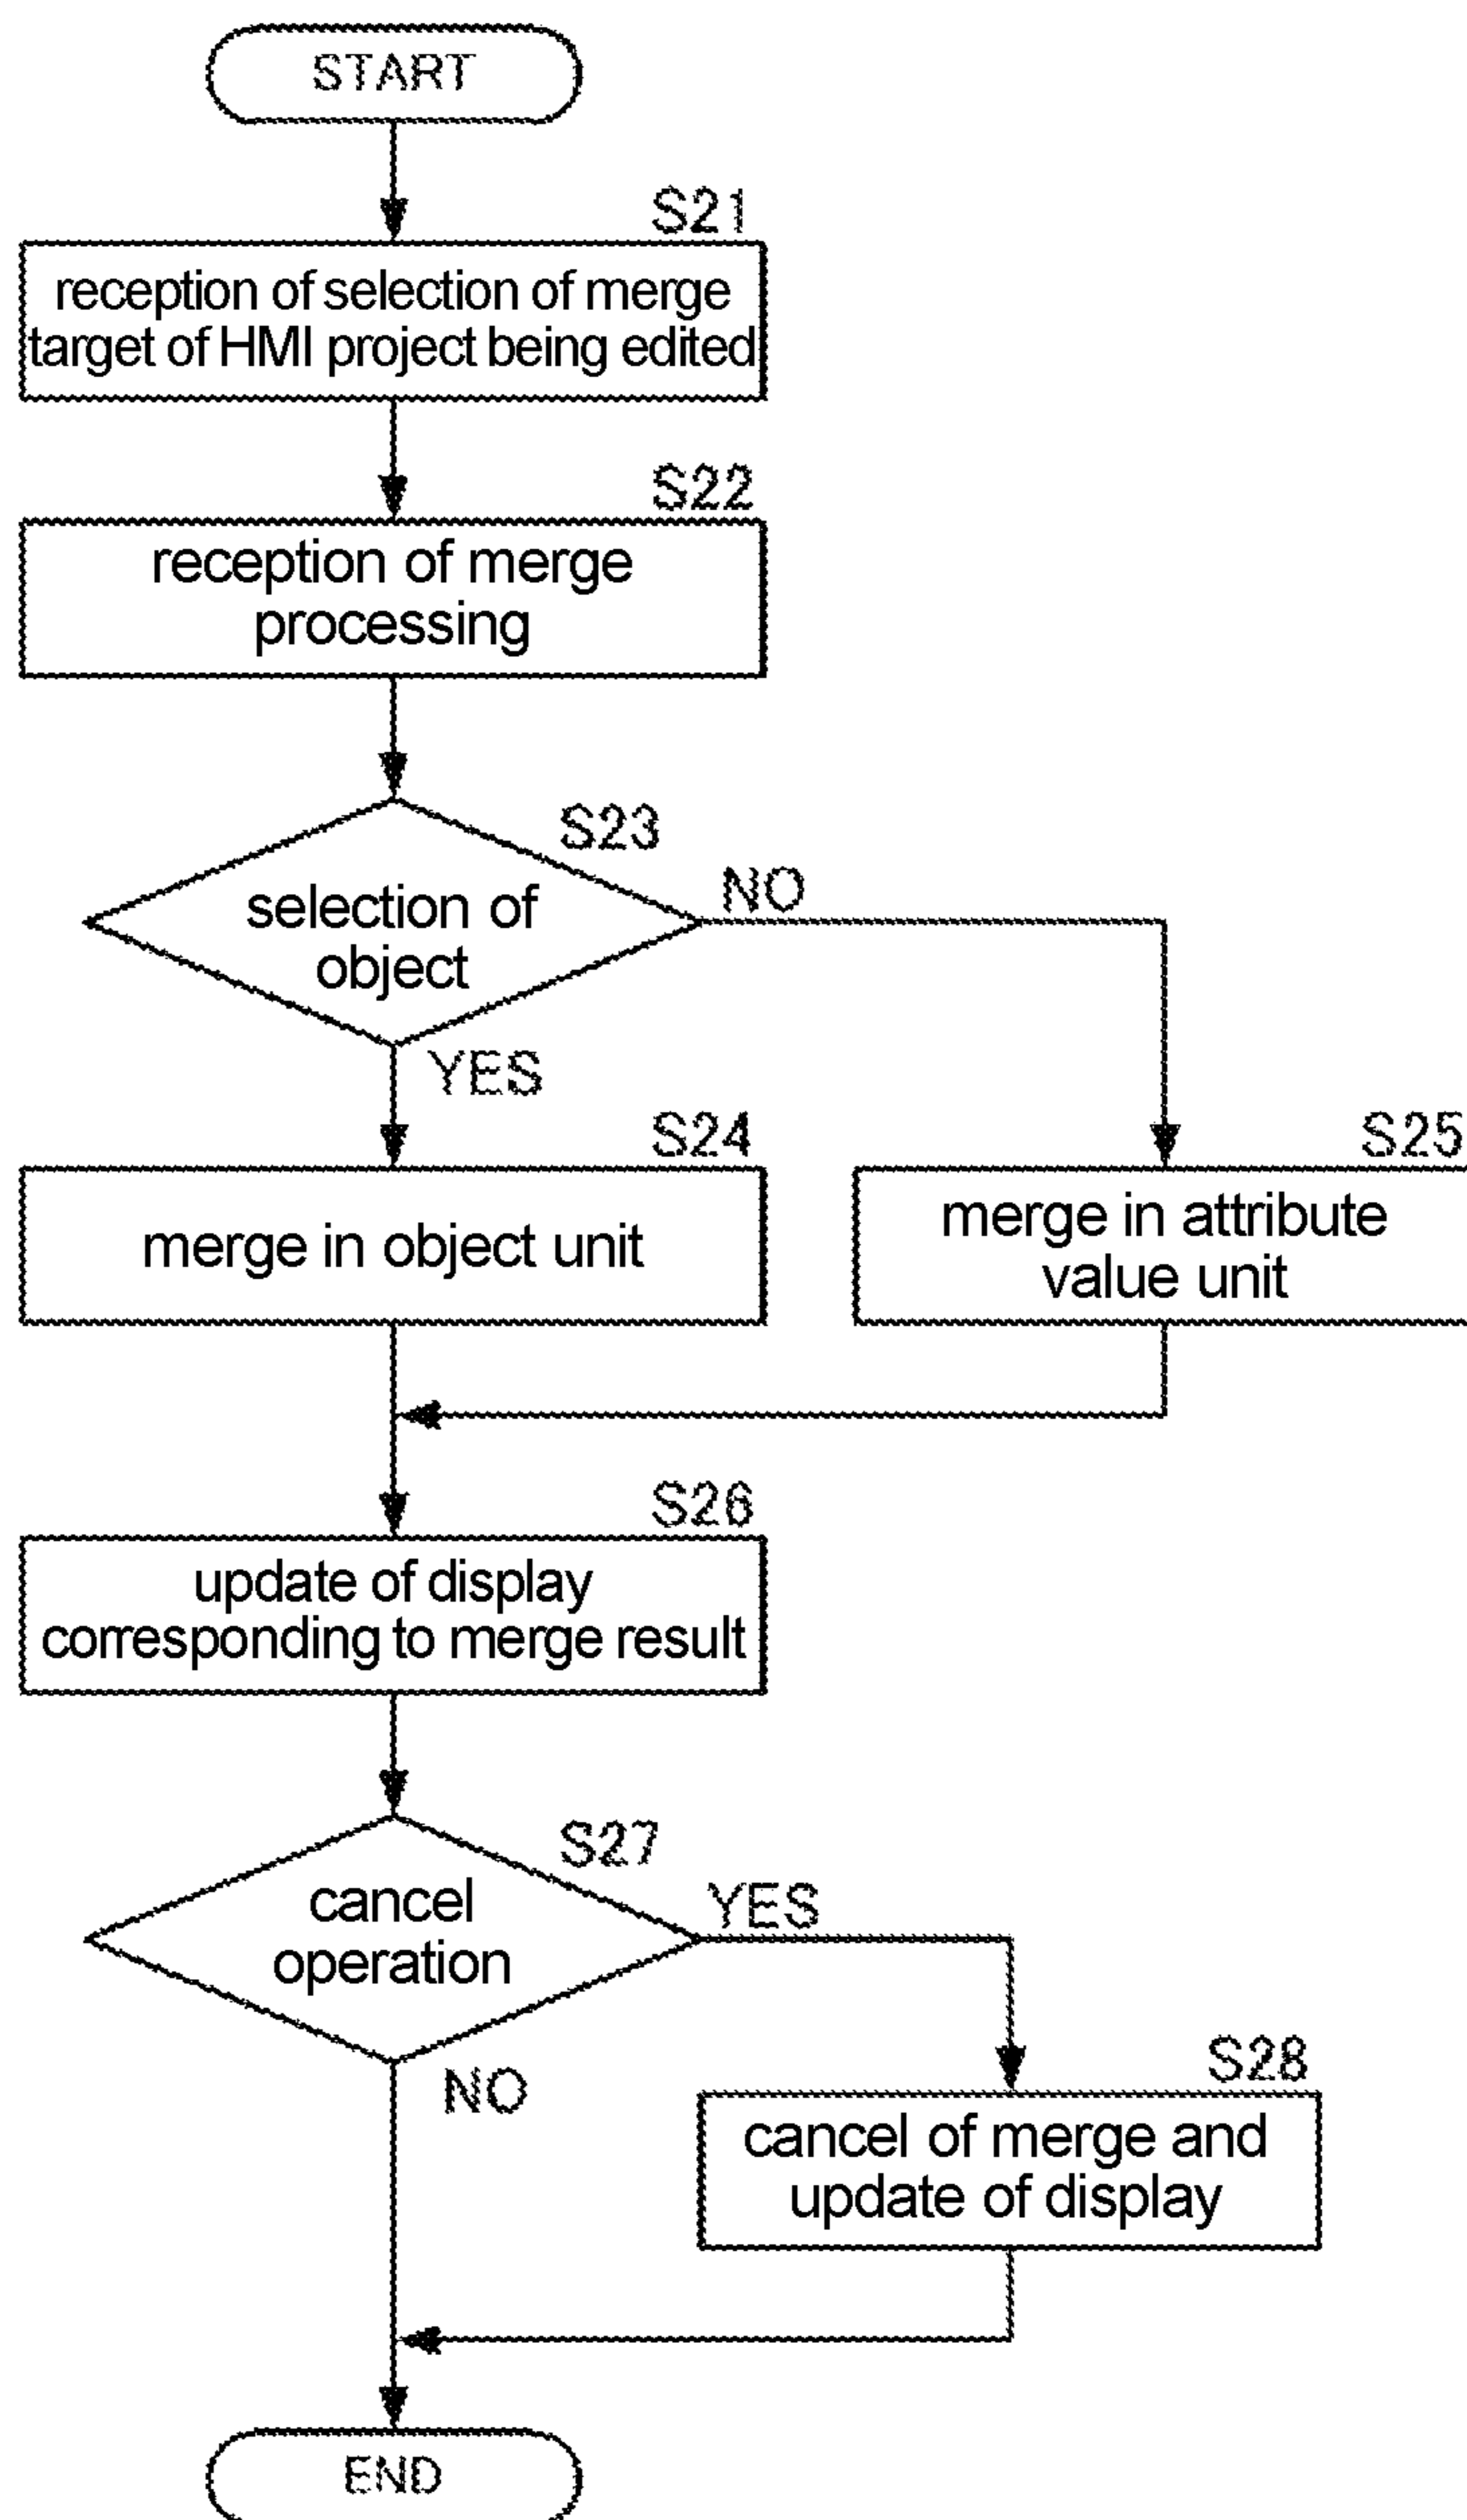 START
S21
reception of selection of merge
target of HMI project being edited
S22
reception of merge
processing
S23
selection of
object
NO
YES
S24
merge in object unit
S25
merge in attribute
value unit
S26
update of display
corresponding to merge result
S27
cancel
operation
YES
NO
S28
cancel of merge and
update of display
END